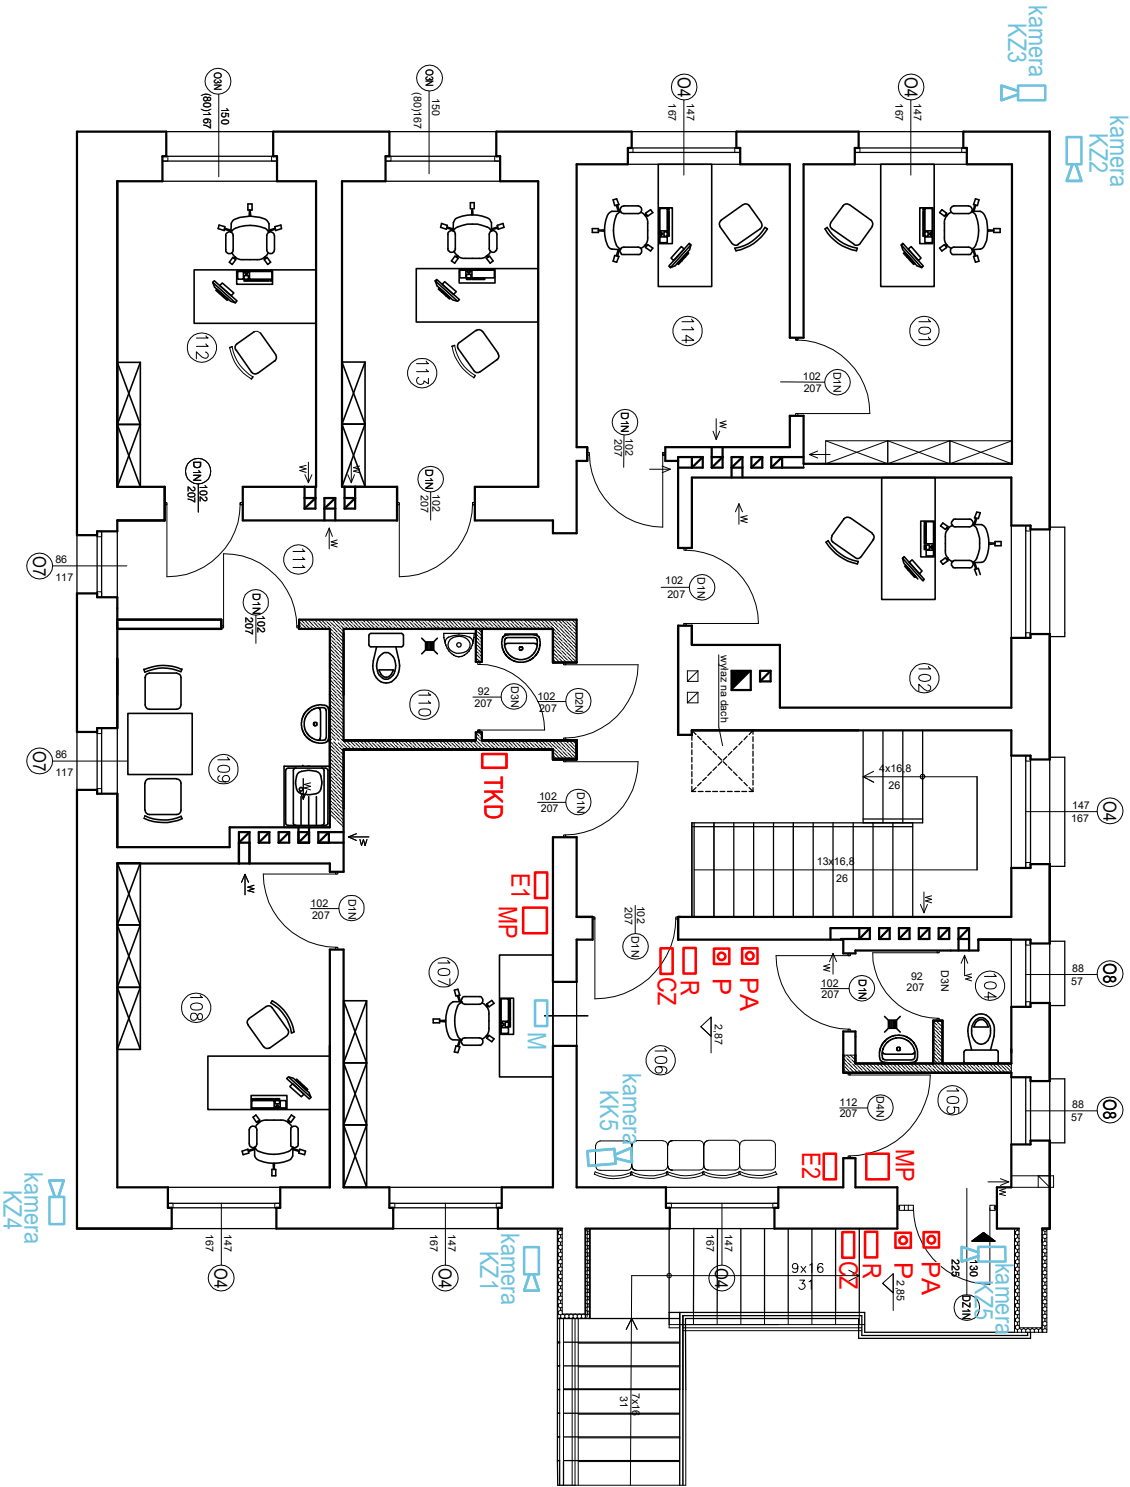 kamera
KZ3
kamera
KZ2
O3N
150
(80)167
O3N
150
(80)167
O4
147
167
O4
147
167
112
113
114
101
102
207
D1N
D1N
102
207
W
D1N
102
207
W
W
D1N
102
207
W
W
O7
86
117
111
102
207
D1N
102
D1N
102
207
110
92
207
D3N
102
207
D2N
wyłaz na dach
109
O7
86
117
W
TKD
102
207
D1N
4x16,8
26
147
167
O4
W
13x16,8
26
W
W
E1
MP
102
207
D1N
102
207
D1N
107
108
M
CZ
R
P
PA
2,87
106
W
102
207
D1N
92
207
D3N
W
104
88
57
O8
105
88
57
O8
112
207
D4N
kamera
KK5
E2
MP
W
kamera
KZ4
147
167
O4
147
167
O4
kamera
KZ1
147
167
O4
9x16
31
CZ
R
P
PA
2,85
130
225
DZ1N
kamera
KZ5
7x16
31